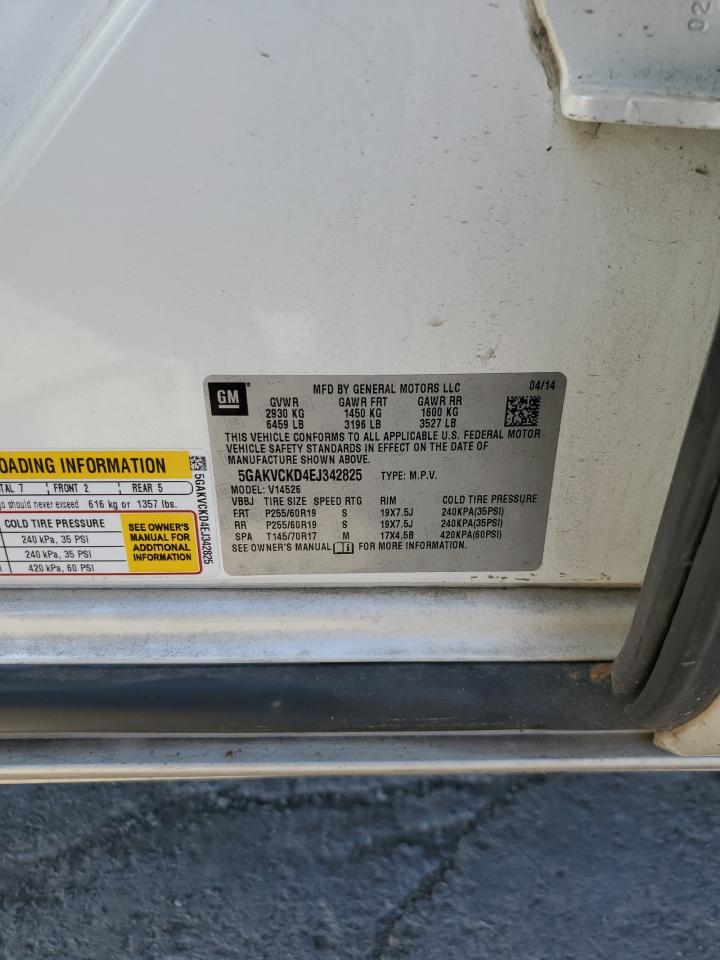 02
GM
MFD BY GENERAL MOTORS LLC 04/14
GVWR GAWR FRT GAWR RR
2930 KG 1450 KG 1600 KG
6459 LB 3196 LB 3527 LB
THIS VEHICLE CONFORMS TO ALL APPLICABLE U.S. FEDERAL MOTOR
VEHICLE SAFETY STANDARDS IN EFFECT ON THE DATE OF
MANUFACTURE SHOWN ABOVE.
5GAKVCKD4EJ342825 TYPE: M.P.V.
MODEL: V14526
VBBJ TIRE SIZE SPEED RTG RIM COLD TIRE PRESSURE
FRT P255/60R19 S 19X7.5J 240KPA(35PSI)
RR P255/60R19 S 19X7.5J 240KPA(35PSI)
SPA T145/70R17 M 17X4.5B 420KPA(60PSI)
SEE OWNER'S MANUAL FOR MORE INFORMATION.
OADING INFORMATION
TAL 7 FRONT 2 REAR 5
go should never exceed 616 kg or 1357 lbs.
COLD TIRE PRESSURE
240 kPa, 35 PSI
240 kPa, 35 PSI
420 kPa, 60 PSI
SEE OWNER'S
MANUAL FOR
ADDITIONAL
INFORMATION
5GAKVCKD4EJ342825